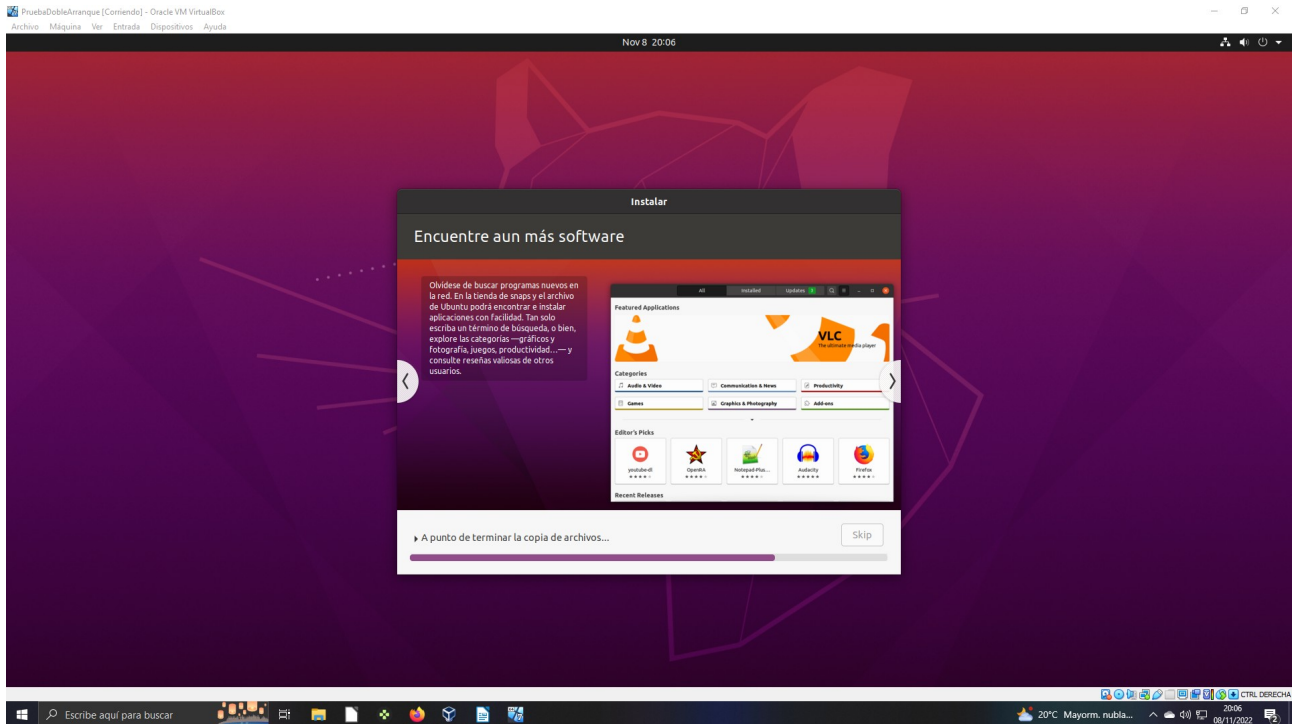 PruebaDobleArranque [Corriendo] - Oracle VM VirtualBox
Archivo Máquina Ver Entrada Dispositivos Ayuda
Nov 8 20:06
Instalar
Encuentre aun más software
Olvídese de buscar programas nuevos en
la red. En la tienda de snaps y el archivo
de Ubuntu podrá encontrar e instalar
aplicaciones con facilidad. Tan solo
escriba un término de búsqueda, o bien,
explore las categorías —gráficos y
fotografía, juegos, productividad…— y
consulte reseñas valiosas de otros
usuarios.
All Installed Updates
Featured Applications
VLC
The ultimate media player
Categories
Audio & Video Communication & News Productivity
Games Graphics & Photography Add-ons
Editor's Picks
youtube-dl OpenRA Notepad-Plus... Audacity Firefox
Recent Releases
A punto de terminar la copia de archivos...
Skip
CTRL DERECHA
Escribe aquí para buscar
20°C Mayorm. nubla...
20:06
08/11/2022
2